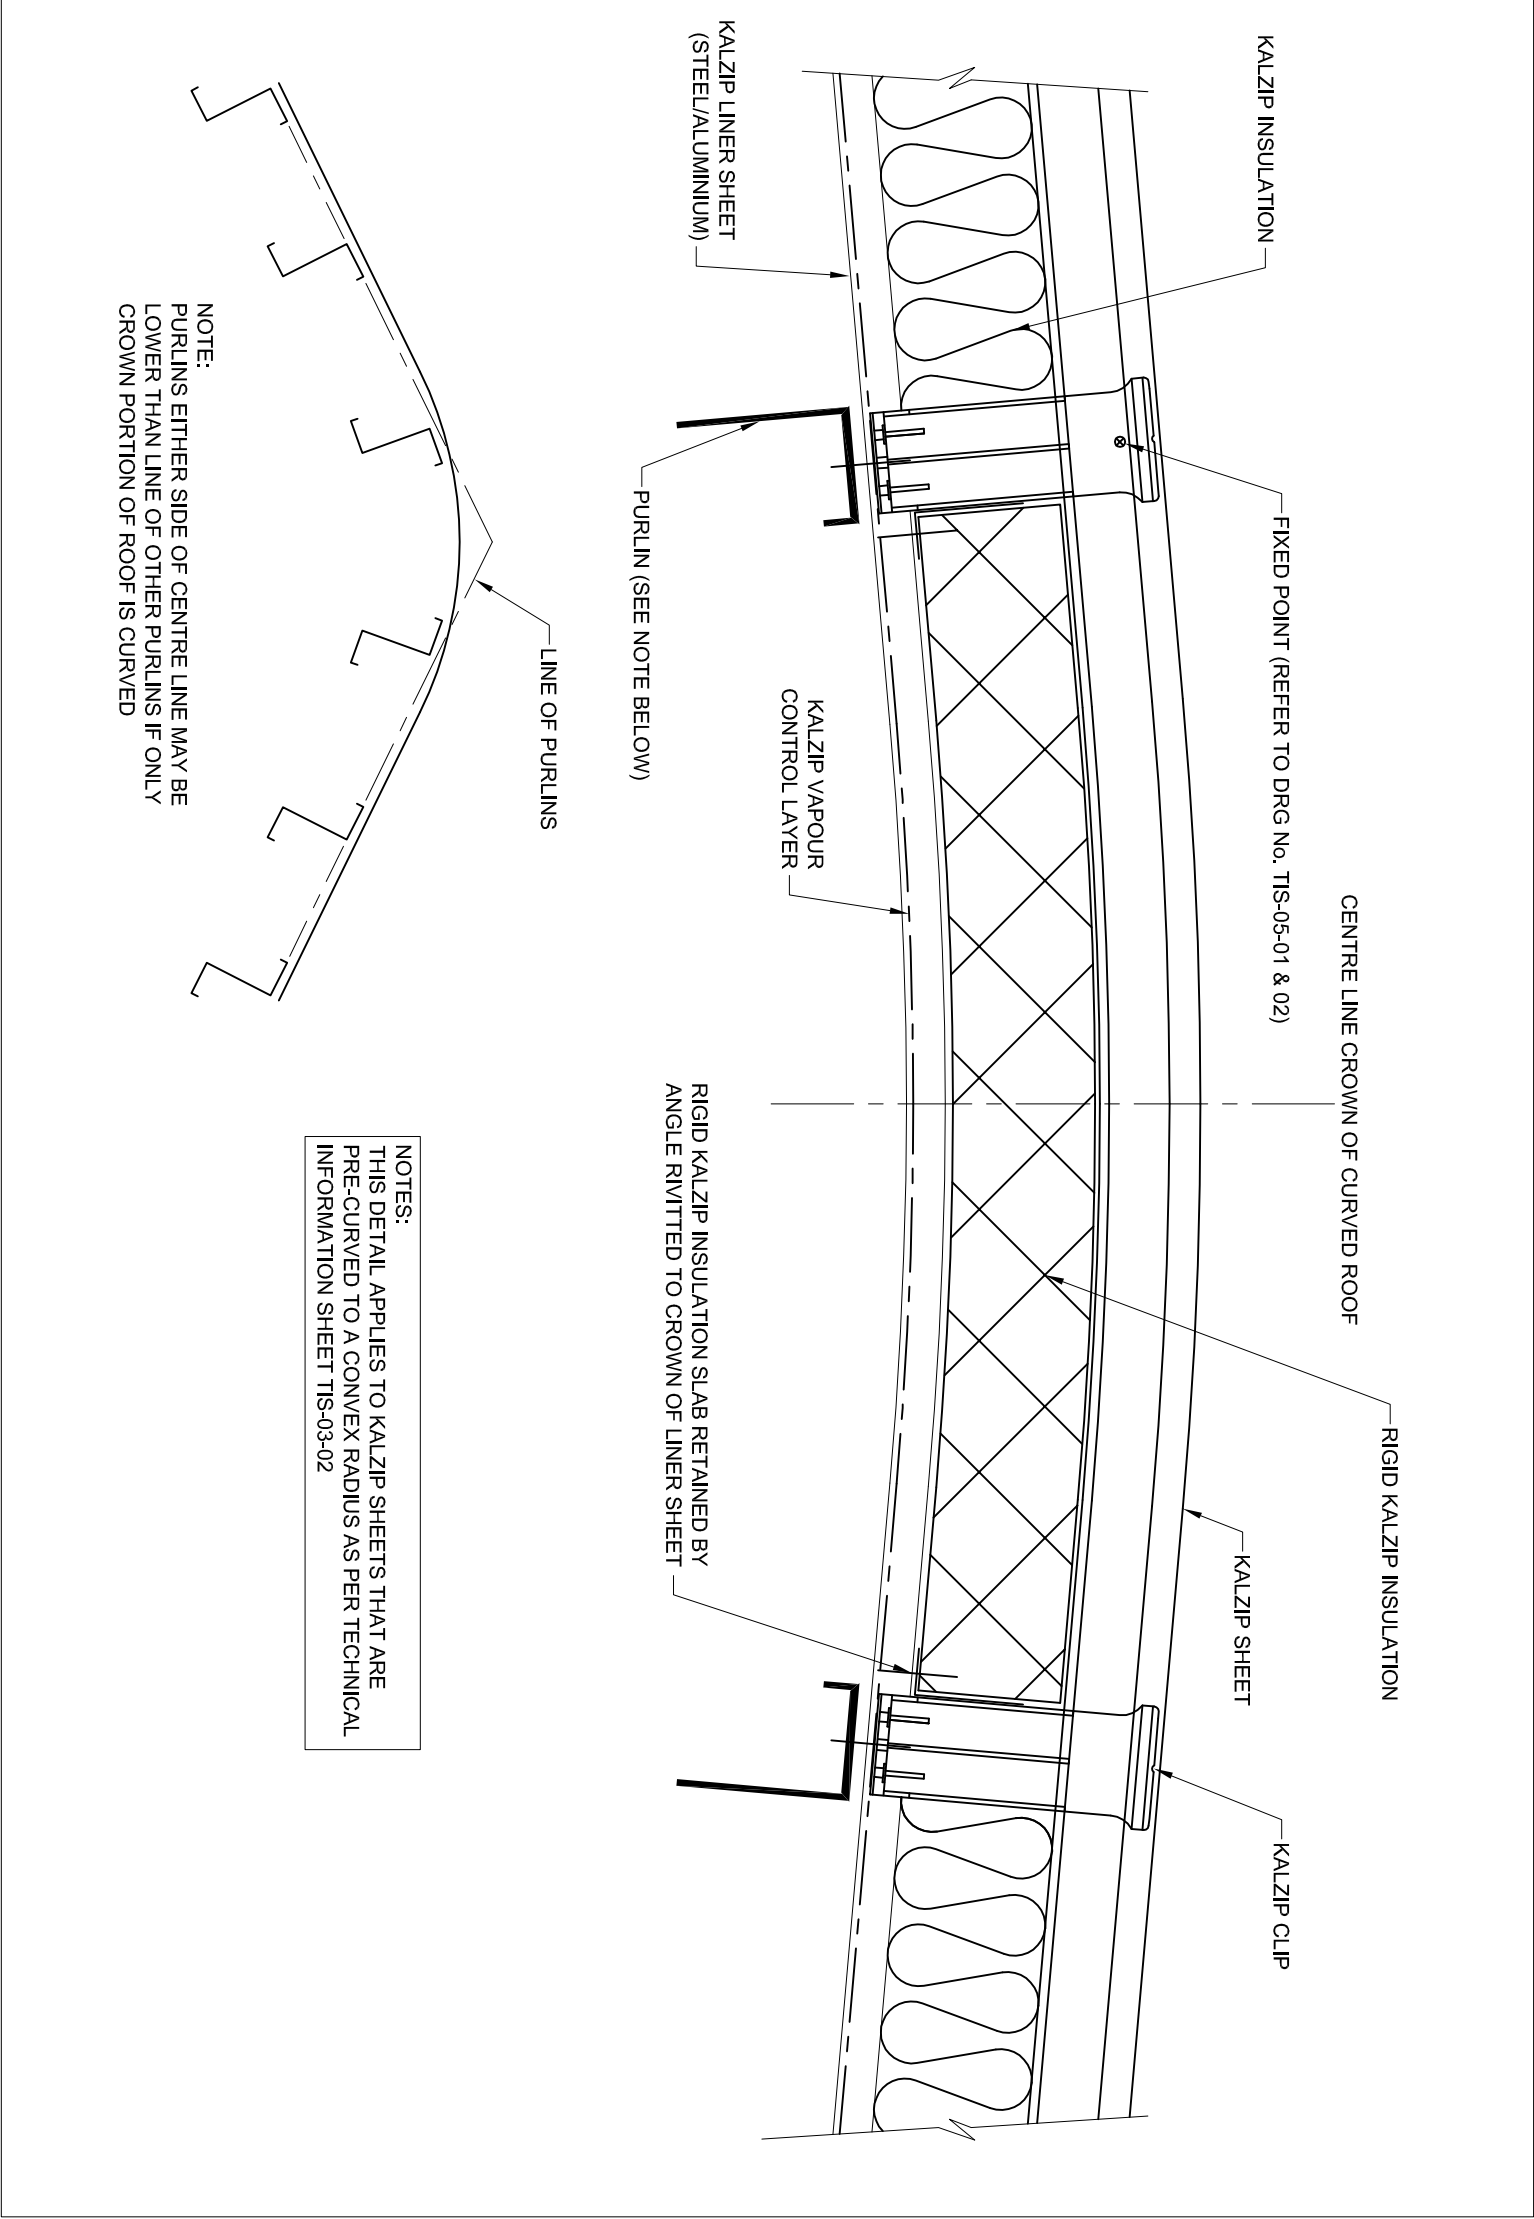 CENTRE LINE CROWN OF CURVED ROOF
RIGID KALZIP INSULATION
KALZIP INSULATION
FIXED POINT (REFER TO DRG No. TIS-05-01 & 02)
KALZIP SHEET
KALZIP CLIP
KALZIP LINER SHEET
(STEEL/ALUMINIUM)
PURLIN (SEE NOTE BELOW)
KALZIP VAPOUR
CONTROL LAYER
RIGID KALZIP INSULATION SLAB RETAINED BY
ANGLE RIVITTED TO CROWN OF LINER SHEET
LINE OF PURLINS
NOTE:
PURLINS EITHER SIDE OF CENTRE LINE MAY BE
LOWER THAN LINE OF OTHER PURLINS IF ONLY
CROWN PORTION OF ROOF IS CURVED
NOTES:
THIS DETAIL APPLIES TO KALZIP SHEETS THAT ARE
PRE-CURVED TO A CONVEX RADIUS AS PER TECHNICAL
INFORMATION SHEET TIS-03-02